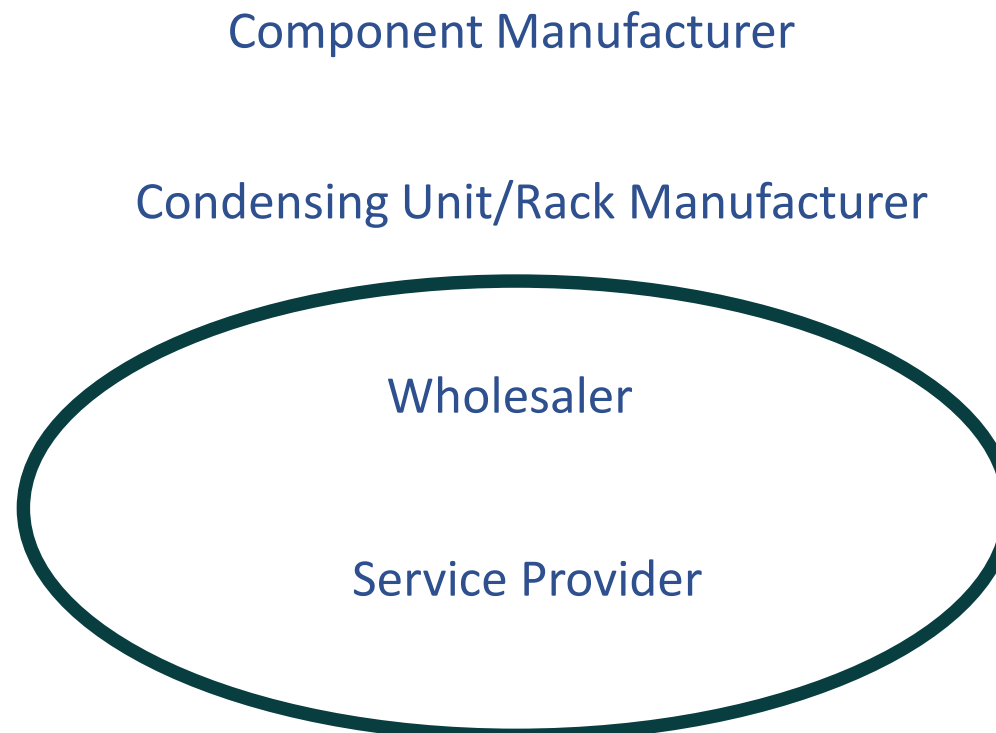 Component Manufacturer
Condensing Unit/Rack Manufacturer
Wholesaler
Service Provider